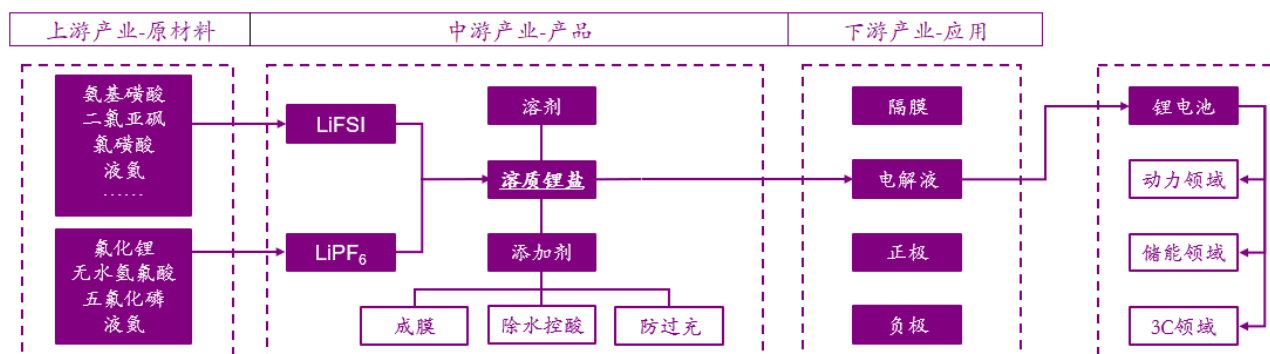 上游产业-原材料
中游产业-产品
下游产业-应用
氨基磺酸
二氯亚砜
氯磺酸
液氮
……
氟化锂
无水氢氟酸
五氯化磷
液氮
LiFSI
LiPF₆
溶剂
溶质锂盐
添加剂
成膜
除水控酸
防过充
隔膜
电解液
正极
负极
锂电池
动力领域
储能领域
3C领域